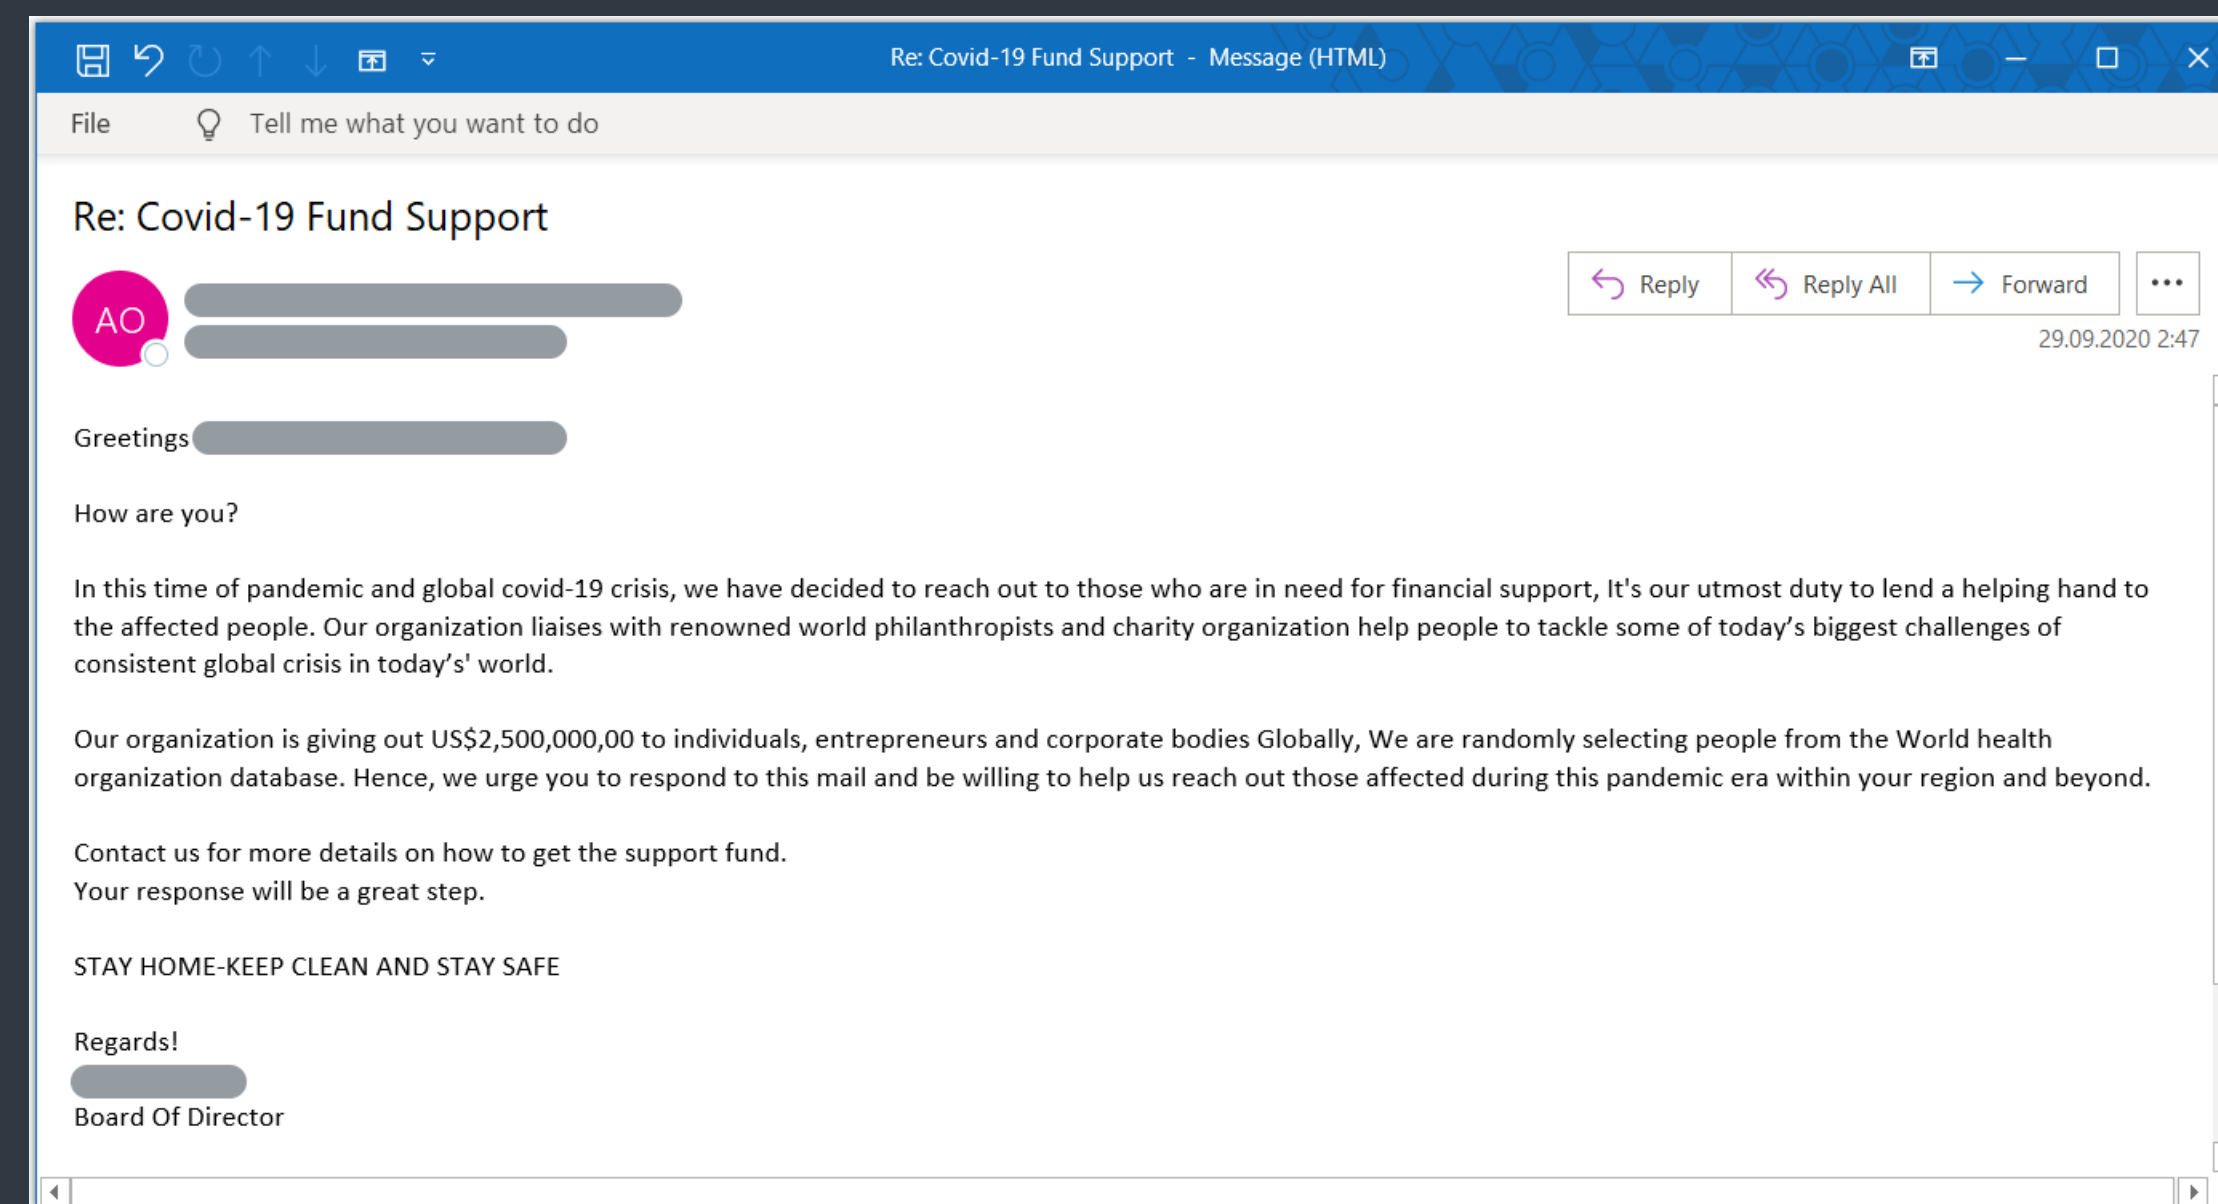 Re: Covid-19 Fund Support - Message (HTML)
File
Tell me what you want to do
Re: Covid-19 Fund Support
AO
Reply
Reply All
Forward
29.09.2020 2:47
Greetings
How are you?
In this time of pandemic and global covid-19 crisis, we have decided to reach out to those who are in need for financial support, It's our utmost duty to lend a helping hand to
the affected people. Our organization liaises with renowned world philanthropists and charity organization help people to tackle some of today’s biggest challenges of
consistent global crisis in today’s' world.
Our organization is giving out US$2,500,000,00 to individuals, entrepreneurs and corporate bodies Globally, We are randomly selecting people from the World health
organization database. Hence, we urge you to respond to this mail and be willing to help us reach out those affected during this pandemic era within your region and beyond.
Contact us for more details on how to get the support fund.
Your response will be a great step.
STAY HOME-KEEP CLEAN AND STAY SAFE
Regards!
Board Of Director